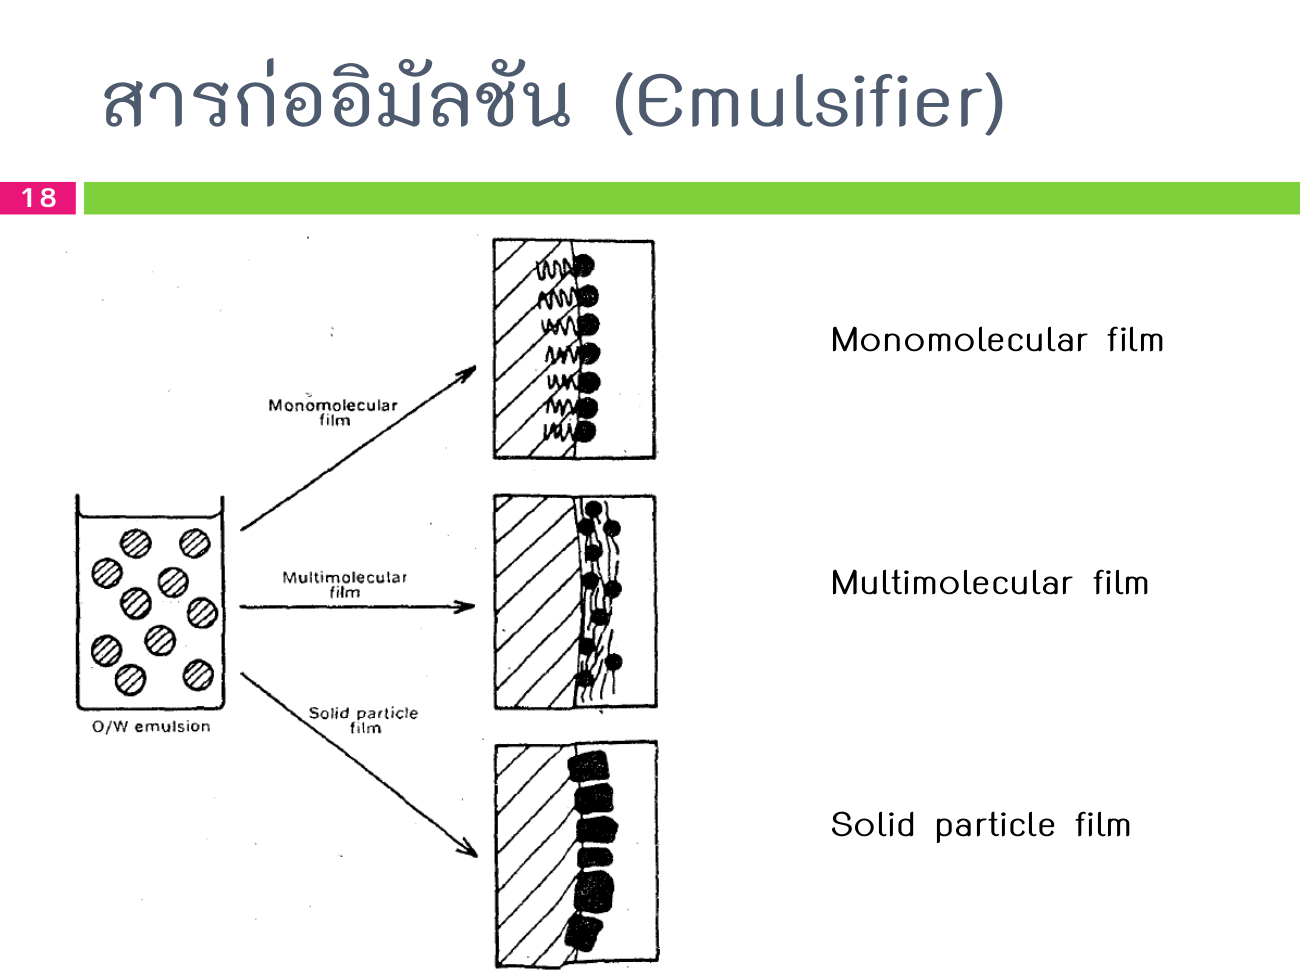 สารก่ออิมัลชัน (Emulsifier)
18
Monomolecular
film
Monomolecular film
Multimolecular
film
Multimolecular film
Solid particle
film
O/W emulsion
Solid particle film